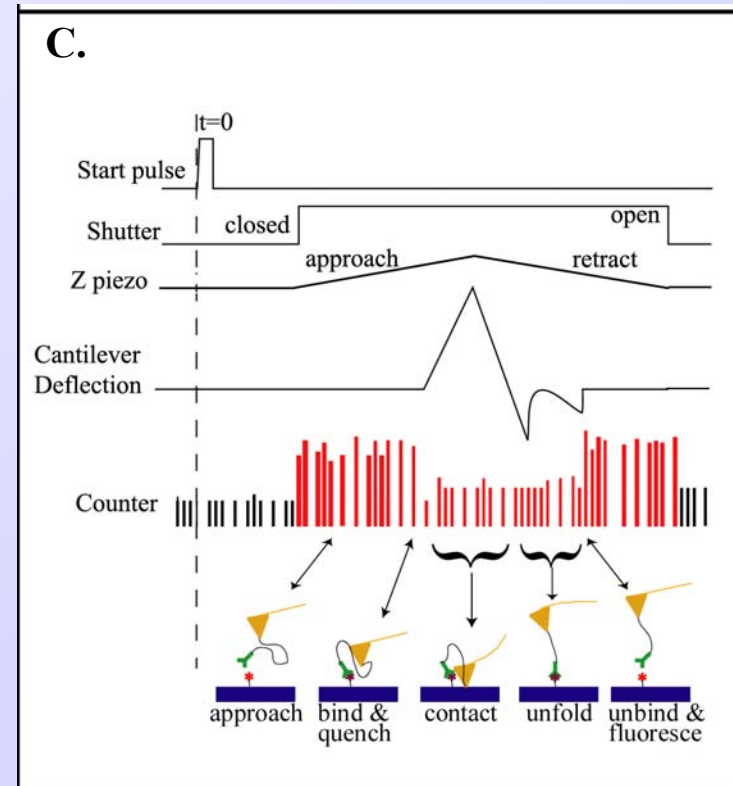 C.
t=0
Start pulse
Shutter closed open
Z piezo approach retract
Cantilever
Deflection
Counter
approach bind & contact unfold unbind &
quench fluoresce